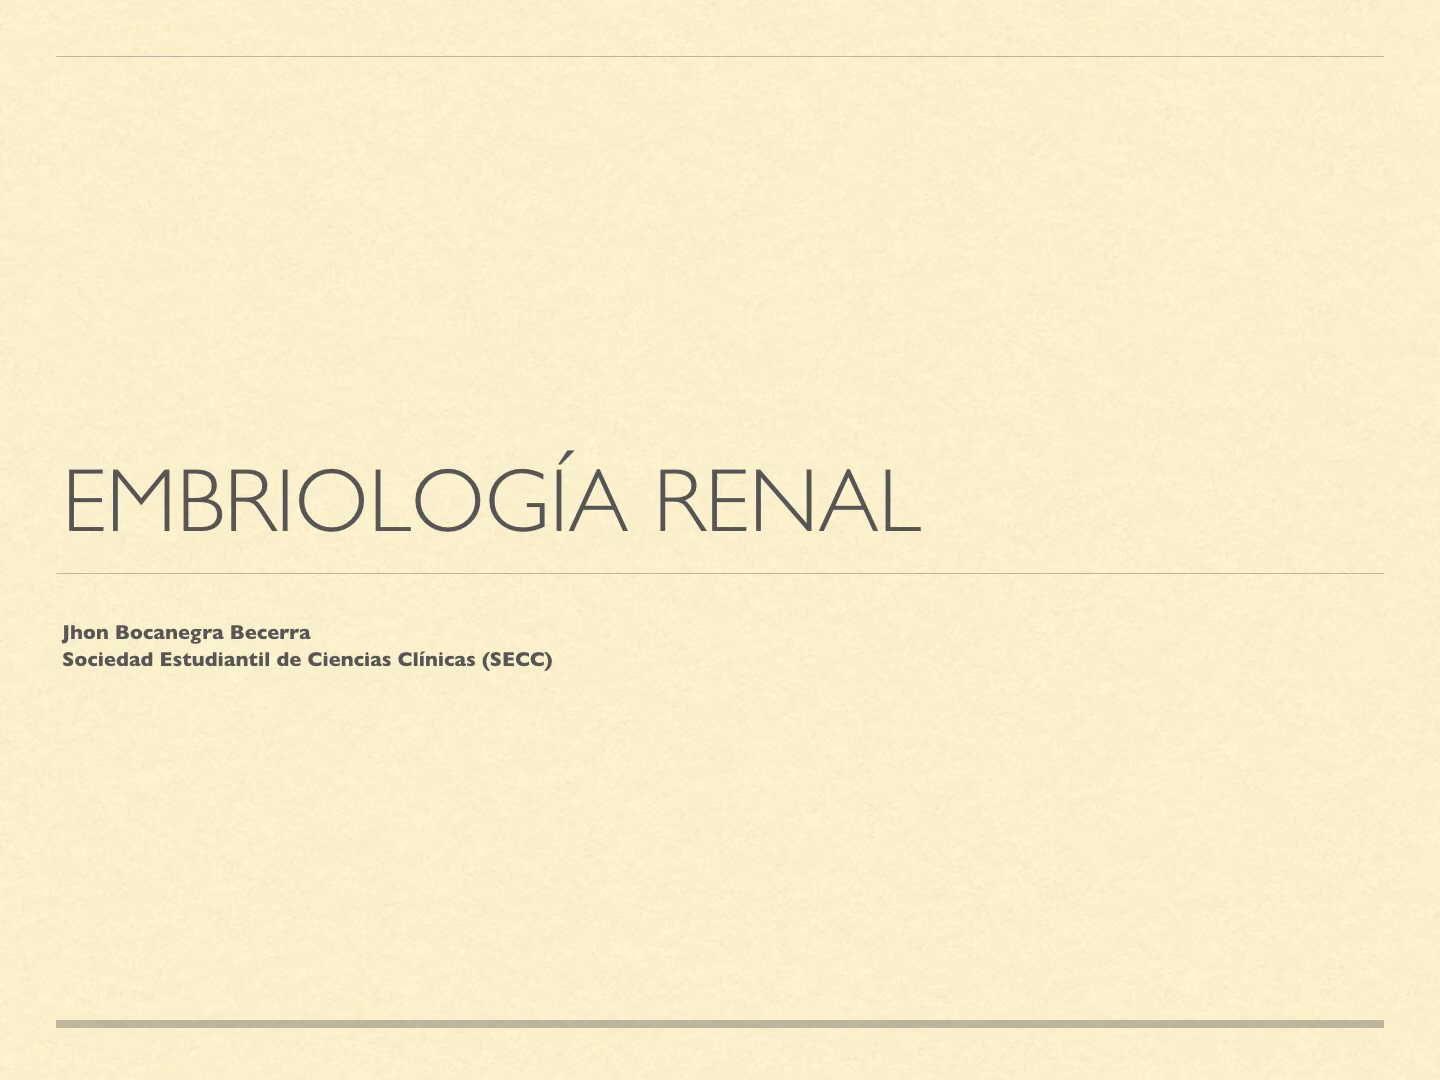 EMBRIOLOGÍA RENAL
Jhon Bocanegra Becerra
Sociedad Estudiantil de Ciencias Clínicas (SECC)